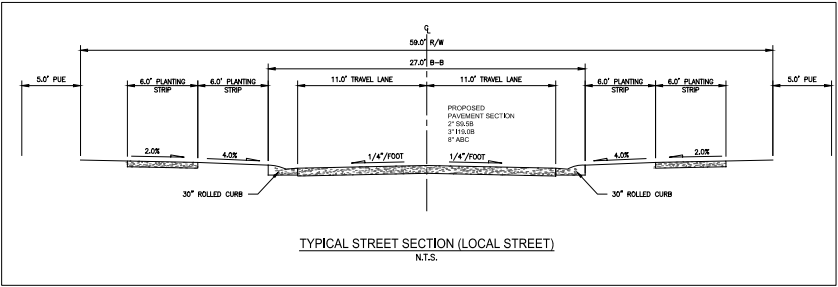 ℄
59.0' R/W
27.0' B-B
5.0' PUE
6.0' PLANTING
STRIP
6.0' PLANTING
STRIP
11.0' TRAVEL LANE
11.0' TRAVEL LANE
6.0' PLANTING
STRIP
6.0' PLANTING
STRIP
5.0' PUE
PROPOSED
PAVEMENT SECTION
2" S9.5B
3" I19.0B
8" ABC
2.0%
4.0%
1/4"/FOOT
1/4"/FOOT
4.0%
2.0%
30" ROLLED CURB
30" ROLLED CURB
TYPICAL STREET SECTION (LOCAL STREET)
N.T.S.